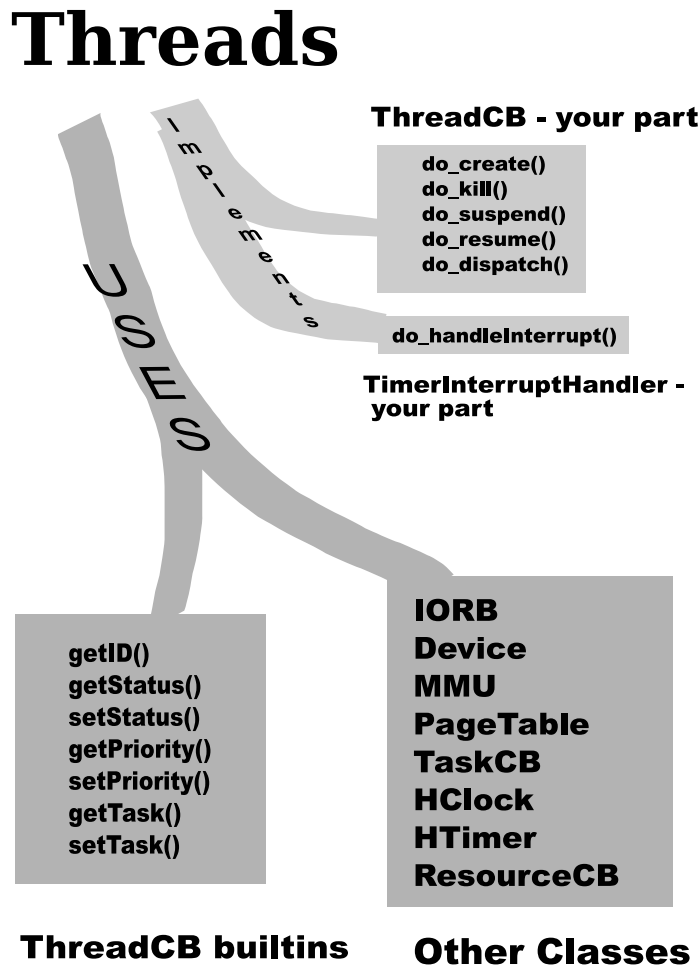 Threads
Implements
ThreadCB - your part
do_create()
do_kill()
do_suspend()
do_resume()
do_dispatch()
do_handleInterrupt()
TimerInterruptHandler -
your part
USES
getID()
getStatus()
setStatus()
getPriority()
setPriority()
getTask()
setTask()
ThreadCB builtins
IORB
Device
MMU
PageTable
TaskCB
HClock
HTimer
ResourceCB
Other Classes